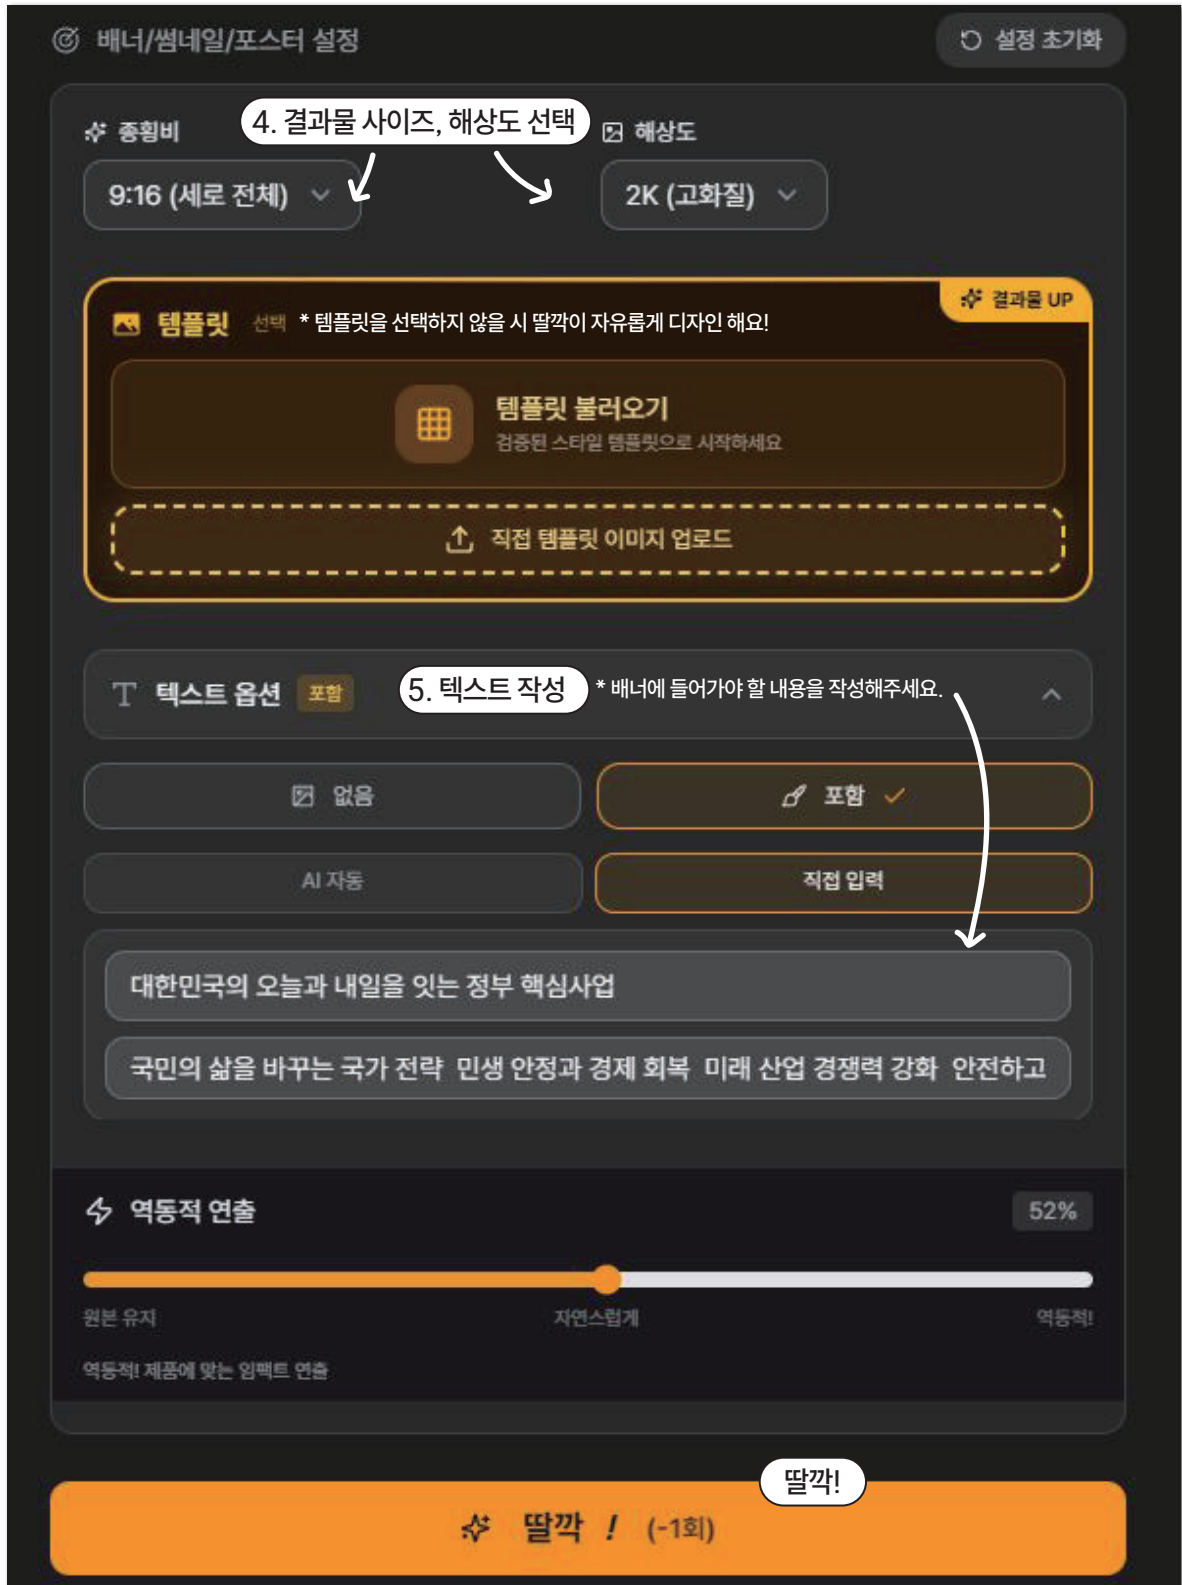 배너/썸네일/포스터 설정
설정 초기화
종횡비
4. 결과물 사이즈, 해상도 선택
해상도
9:16 (세로 전체)
2K (고화질)
결과물 UP
템플릿 선택 * 템플릿을 선택하지 않을 시 딸깍이 자유롭게 디자인 해요!
템플릿 불러오기
검증된 스타일 템플릿으로 시작하세요
직접 템플릿 이미지 업로드
텍스트 옵션 포함
5. 텍스트 작성 * 배너에 들어가야 할 내용을 작성해주세요.
없음
포함
AI 자동
직접 입력
대한민국의 오늘과 내일을 잇는 정부 핵심사업
국민의 삶을 바꾸는 국가 전략  민생 안정과 경제 회복  미래 산업 경쟁력 강화  안전하고
역동적 연출
52%
원본 유지
자연스럽게
역동적!
역동적! 제품에 맞는 임팩트 연출
딸깍!
딸깍 ! (-1회)